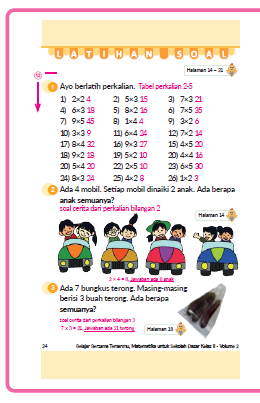 LATIHAN SOAL
Halaman 14 – 21
1 Ayo berlatih perkalian. Tabel perkalian 2-5
1) 2×2 4 2) 5×3 15 3) 7×3 21
4) 6×3 18 5) 8×2 16 6) 7×5 35
7) 9×5 45 8) 1×4 4 9) 3×2 6
10) 3×3 9 11) 6×4 24 12) 7×2 14
17) 8×4 32 16) 9×3 27 15) 4×5 20
18) 9×2 18 19) 5×2 10 20) 4×4 16
20) 5×4 20 22) 2×5 10 23) 6×5 30
24) 8×3 24 25) 4×2 8 26) 1×2 3
2 Ada 4 mobil. Setiap mobil dinaiki 2 anak. Ada berapa
anak semuanya?
soal cerita dari perkalian bilangan 2
Halaman 14
2 x 4 = 8, Jawaban ada 8 anak
3 Ada 7 bungkus terong. Masing-masing
berisi 3 buah terong. Ada berapa
semuanya?
soal cerita dari perkalian bilangan 3
7 x 3 = 21, Jawaban ada 21 terong
Halaman 18
24 Belajar Bersama Temanmu, Matematika untuk Sekolah Dasar Kelas II - Volume 2